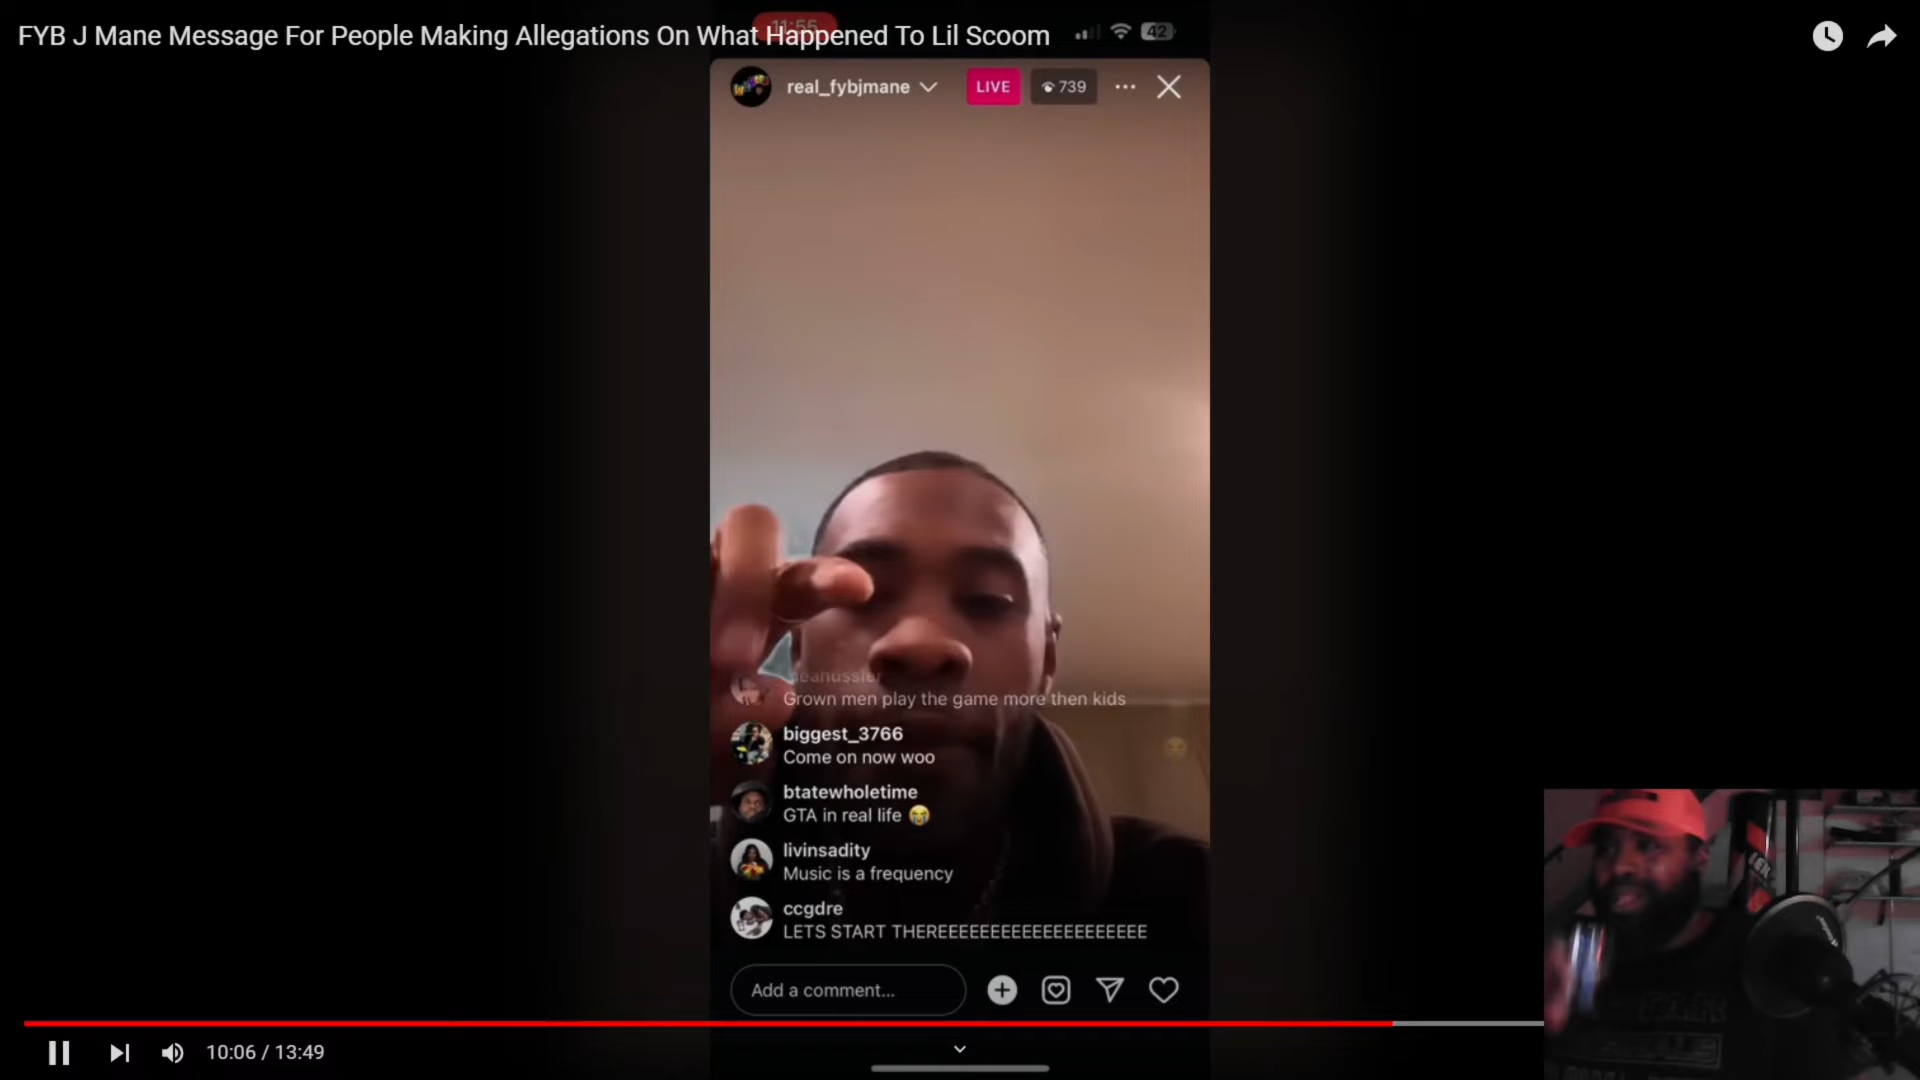 FYB J Mane Message For People Making Allegations On What Happened To Lil Scoom
11:55
42
real_fybjmane
LIVE
739
Grown men play the game more then kids
biggest_3766
Come on now woo
btatewholetime
GTA in real life 😭
livinsadity
Music is a frequency
ccgdre
LETS START THEREEEEEEEEEEEEEEEEEEEEE
Add a comment...
10:06 / 13:49